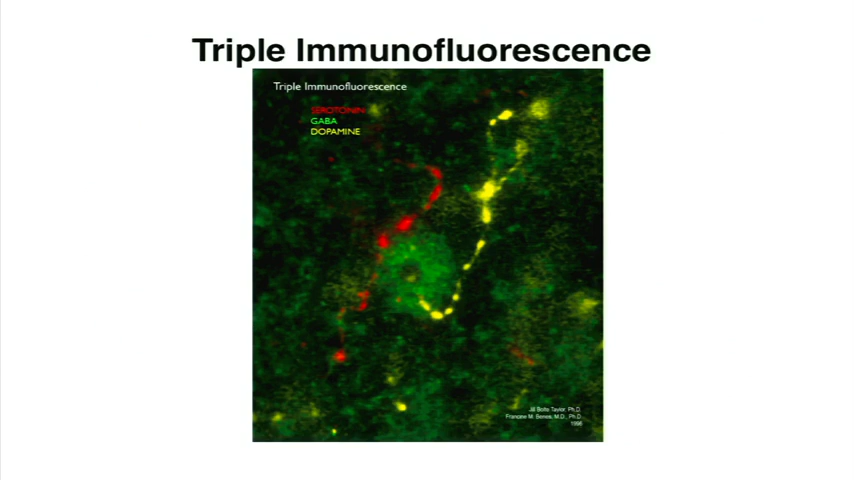 Triple Immunofluorescence
Triple Immunofluorescence
SEROTONIN
GABA
DOPAMINE
Jill Bolte Taylor, Ph.D.
Francine M. Benes, M.D., Ph.D.
1996